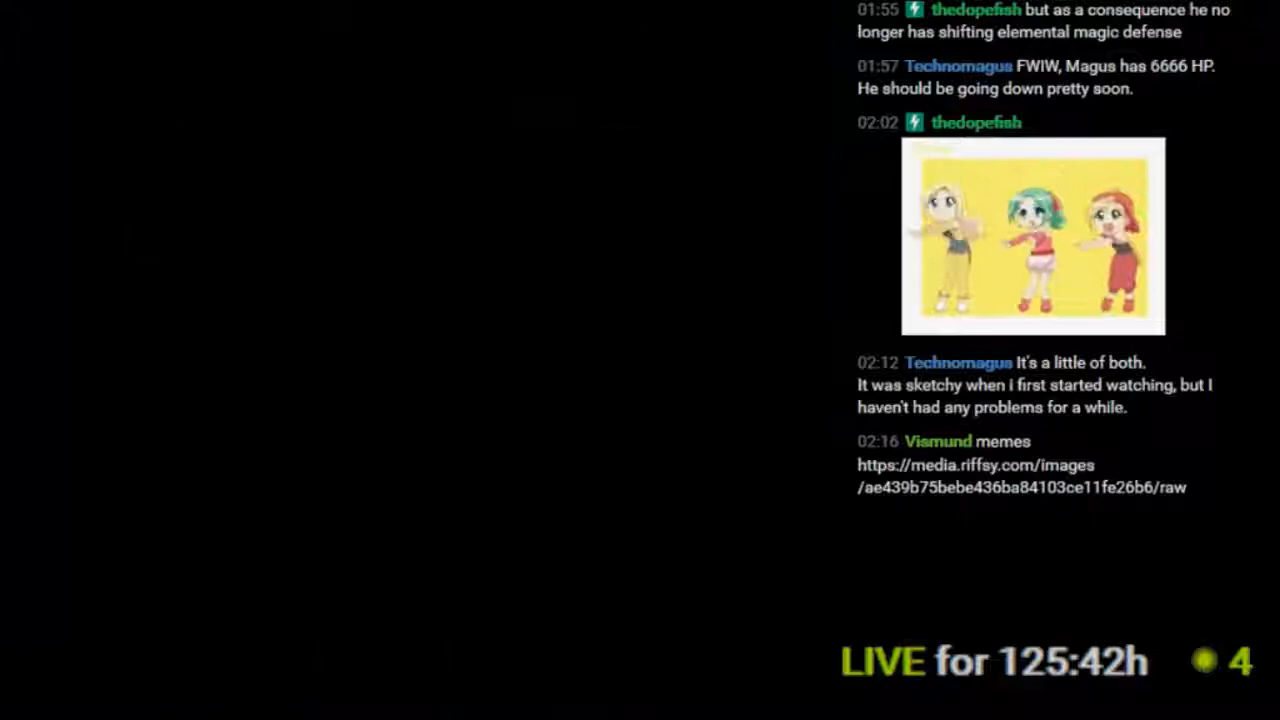 01:55 thedopefish but as a consequence he no
longer has shifting elemental magic defense
01:57 Technomagus FWIW, Magus has 6666 HP.
He should be going down pretty soon.
02:02 thedopefish
02:12 Technomagus It's a little of both.
It was sketchy when i first started watching, but I
haven't had any problems for a while.
02:16 Vismund memes
https://media.riffsy.com/images
/ae439b75bebe436ba84103ce11fe26b6/raw
LIVE for 125:42h 4